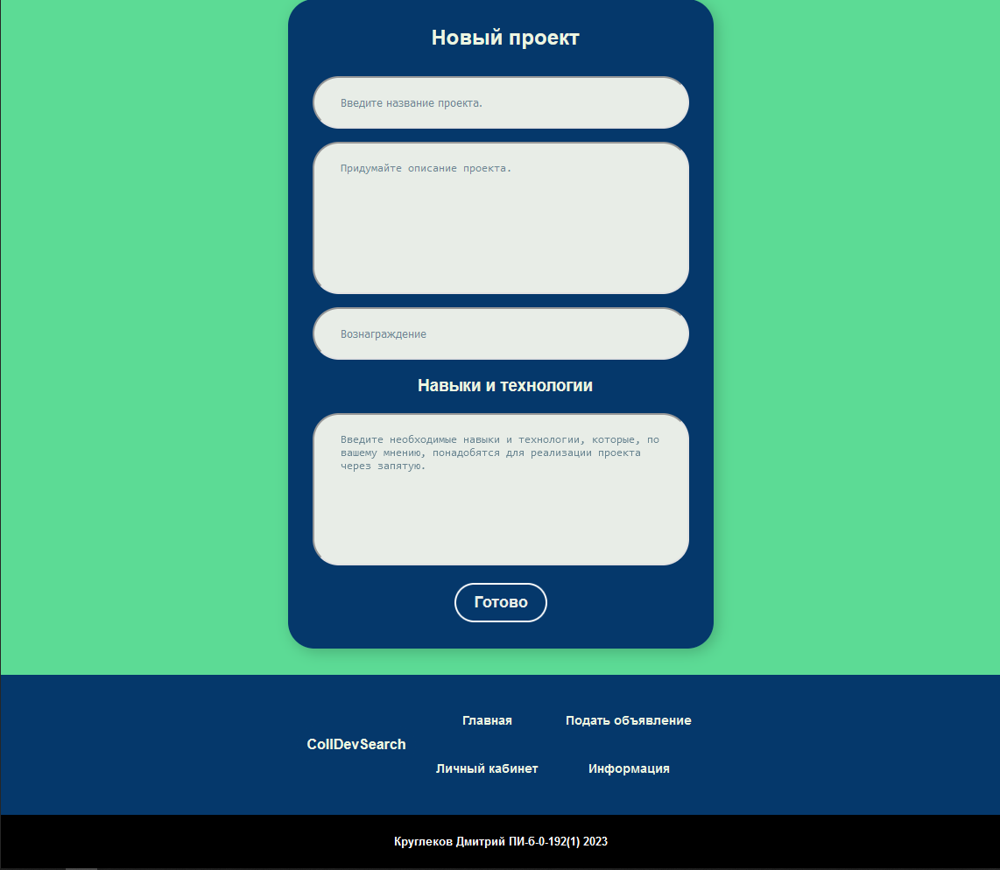 Новый проект
Введите название проекта.
Придумайте описание проекта.
Вознаграждение
Навыки и технологии
Введите необходимые навыки и технологии, которые, по
вашему мнению, понадобятся для реализации проекта
через запятую.
Готово
CollDevSearch
Главная
Подать объявление
Личный кабинет
Информация
Круглеков Дмитрий ПИ-б-0-192(1) 2023